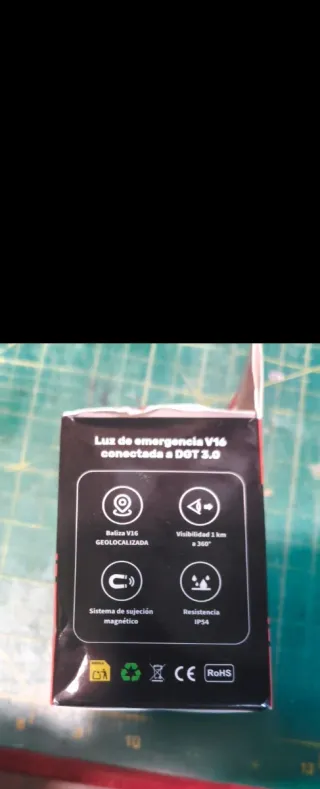 Luz de emergencia V16
conectada a DGT 3.0
Baliza V16
GEOLOCALIZADA
Visibilidad 1 km
a 360°
Sistema de sujeción
magnético
Resistencia
IP54
CE
RoHS
10